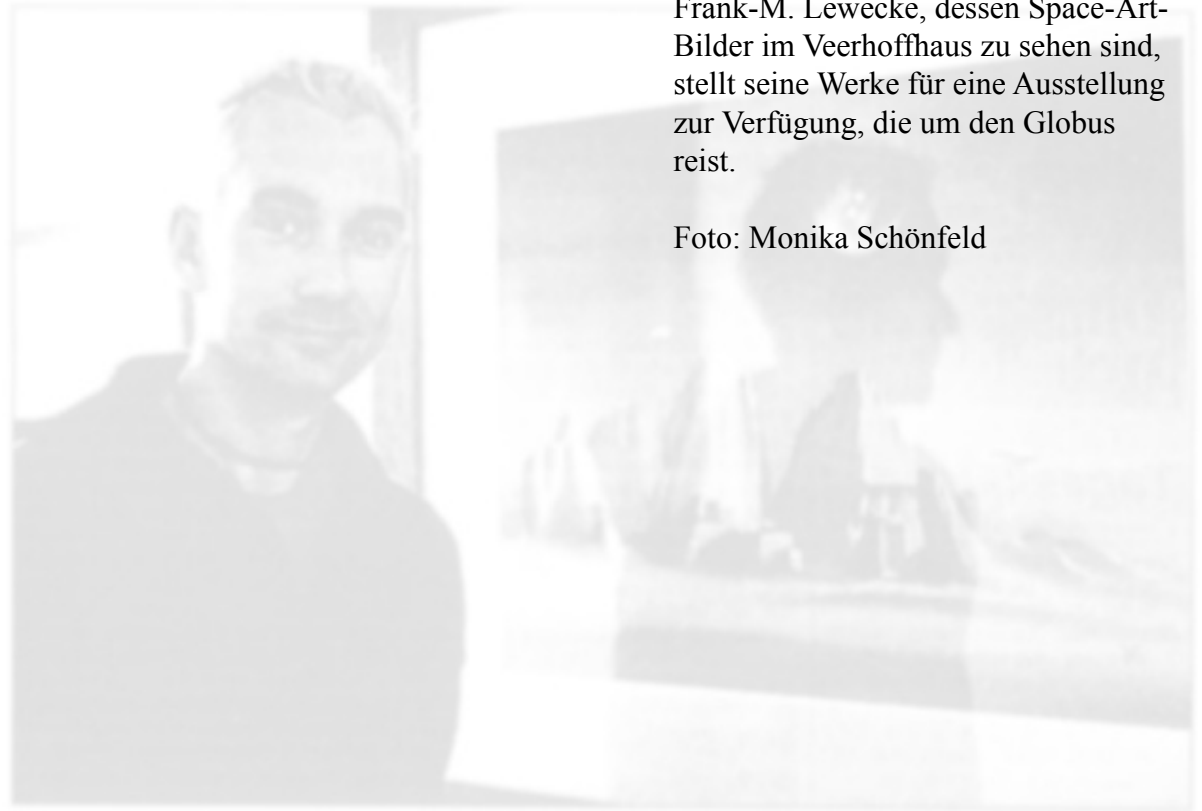 Frank-M. Lewecke, dessen Space-Art-
Bilder im Veerhoffhaus zu sehen sind,
stellt seine Werke für eine Ausstellung
zur Verfügung, die um den Globus
reist.
Foto: Monika Schönfeld